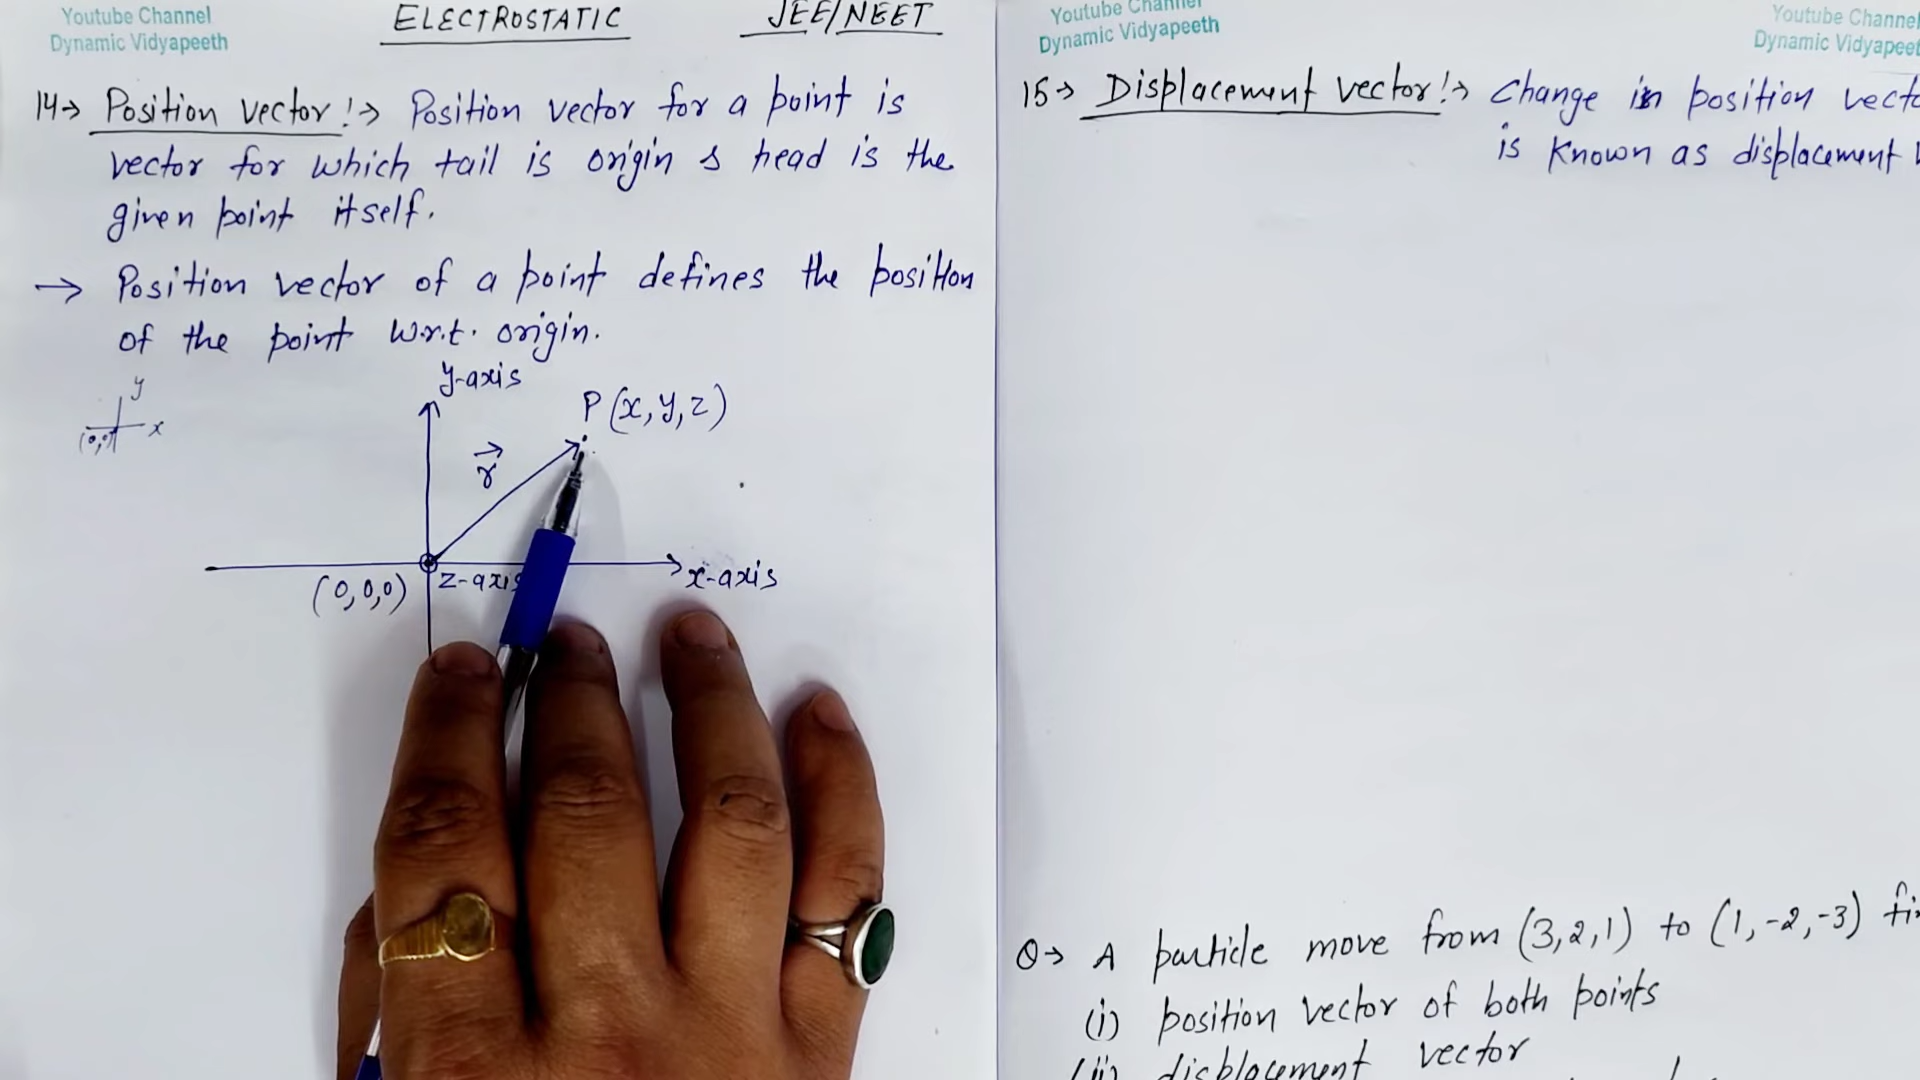 Youtube Channel
Dynamic Vidyapeeth
ELECTROSTATIC
JEE/NEET
14→ Position vector!→ Position vector for a point is
vector for which tail is origin & head is the
given point itself.
→ Position vector of a point defines the position
of the point w.r.t. origin.
y
(0,0)
x
y-axis
P (x, y, z)
r
(0,0,0)
z-axis
x-axis
Youtube Channel
Dynamic Vidyapeeth
Youtube Channel
Dynamic Vidyapeet
15→ Displacement vector!→ Change in position vecto
is known as displacement
Q→ A particle move from (3,2,1) to (1,-2,-3) fi
(i) position vector of both points
(ii) displacement vector